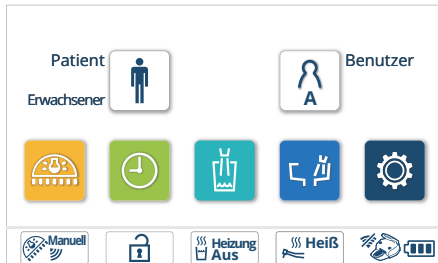 Patient
Benutzer
Erwachsener
A
Manuell
Heizung
Aus
Heiß